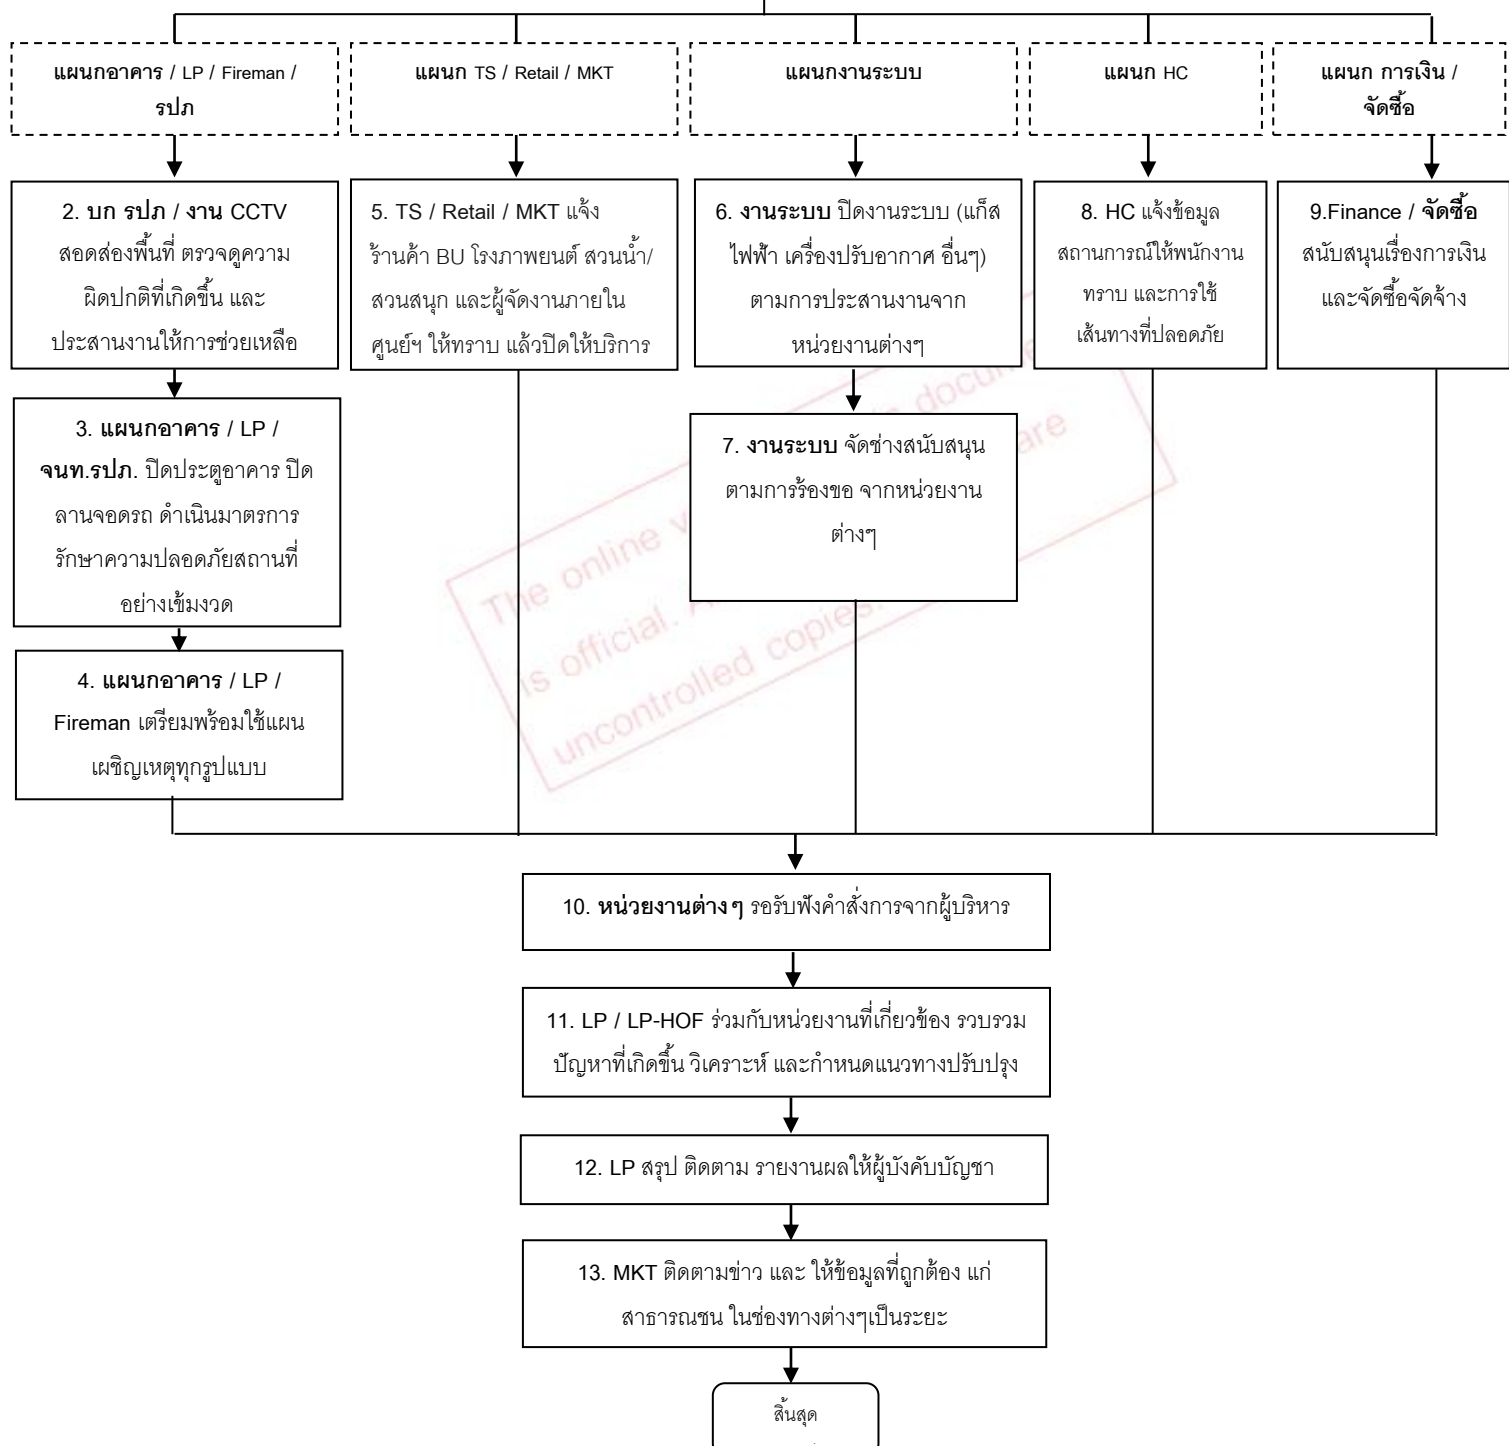 แผนกอาคาร / LP / Fireman /
รปภ
แผนก TS / Retail / MKT
แผนกงานระบบ
แผนก HC
แผนก การเงิน /
จัดซื้อ
2. บก รปภ / งาน CCTV
สอดส่องพื้นที่ ตรวจดูความ
ผิดปกติที่เกิดขึ้น และ
ประสานงานให้การช่วยเหลือ
3. แผนกอาคาร / LP /
จนท.รปภ. ปิดประตูอาคาร ปิด
ลานจอดรถ ดำเนินมาตรการ
รักษาความปลอดภัยสถานที่
อย่างเข้มงวด
4. แผนกอาคาร / LP /
Fireman เตรียมพร้อมใช้แผน
เผชิญเหตุทุกรูปแบบ
5. TS / Retail / MKT แจ้ง
ร้านค้า BU โรงภาพยนต์ สวนน้ำ/
สวนสนุก และผู้จัดงานภายใน
ศูนย์ฯ ให้ทราบ แล้วปิดให้บริการ
6. งานระบบ ปิดงานระบบ (แก็ส
ไฟฟ้า เครื่องปรับอากาศ อื่นๆ)
ตามการประสานงานจาก
หน่วยงานต่างๆ
7. งานระบบ จัดช่างสนับสนุน
ตามการร้องขอ จากหน่วยงาน
ต่างๆ
8. HC แจ้งข้อมูล
สถานการณ์ให้พนักงาน
ทราบ และการใช้
เส้นทางที่ปลอดภัย
9.Finance / จัดซื้อ
สนับสนุนเรื่องการเงิน
และจัดซื้อจัดจ้าง
The online
is official.
uncontrolled copies.
10. หน่วยงานต่าง ๆ รอรับฟังคำสั่งการจากผู้บริหาร
11. LP / LP-HOF ร่วมกับหน่วยงานที่เกี่ยวข้อง รวบรวม
ปัญหาที่เกิดขึ้น วิเคราะห์ และกำหนดแนวทางปรับปรุง
12. LP สรุป ติดตาม รายงานผลให้ผู้บังคับบัญชา
13. MKT ติดตามข่าว และ ให้ข้อมูลที่ถูกต้อง แก่
สาธารณชน ในช่องทางต่างๆเป็นระยะ
สิ้นสุด